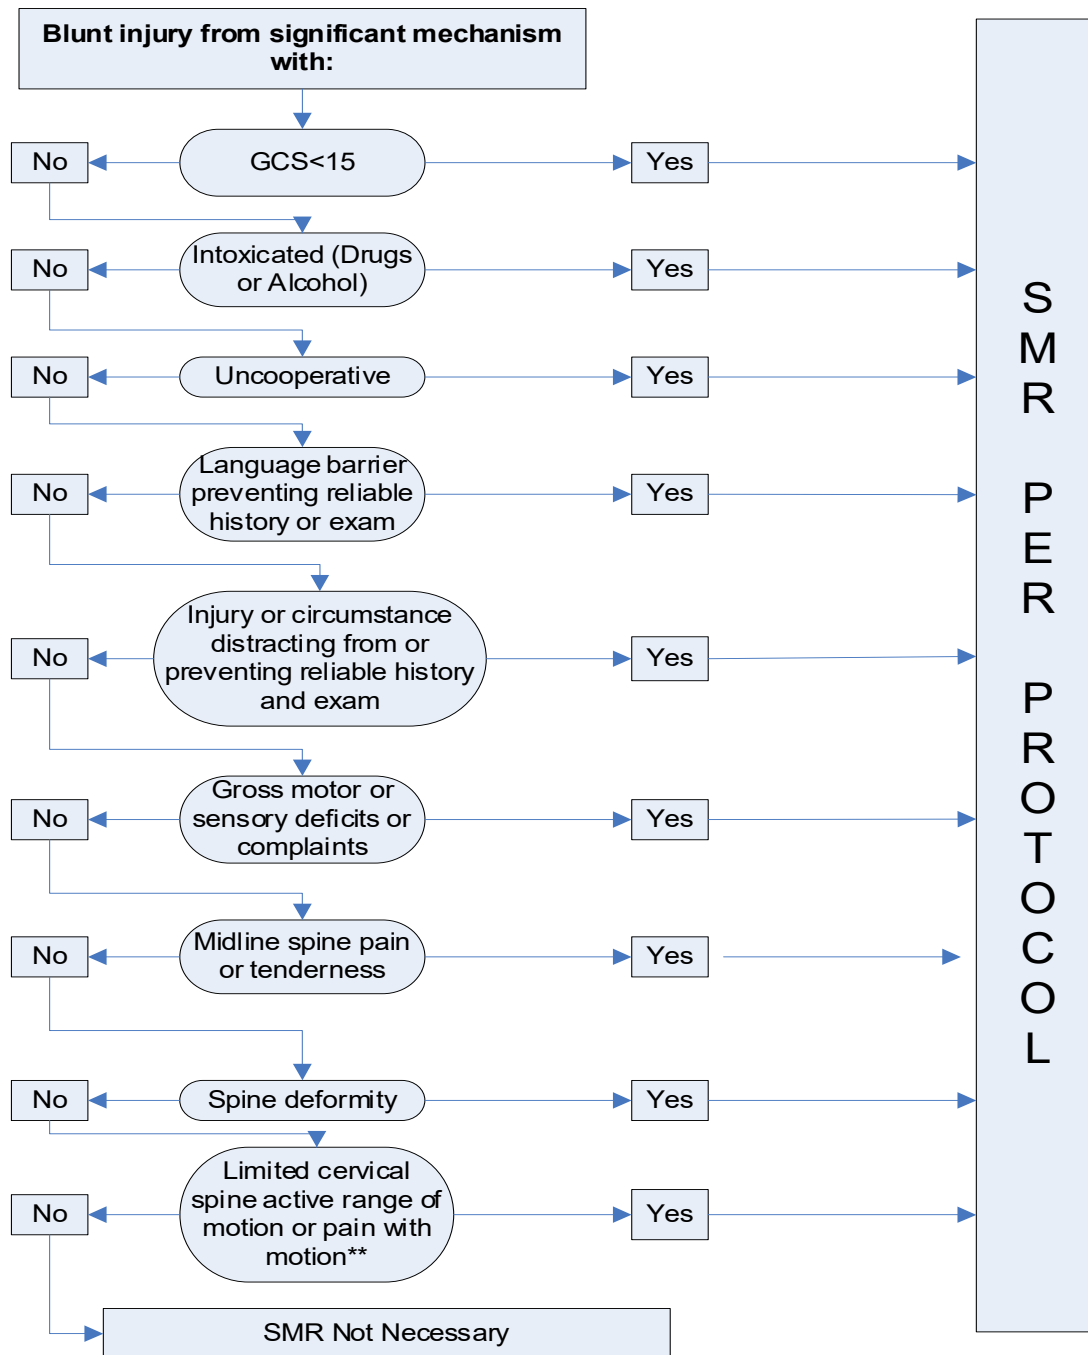 Blunt injury from significant mechanism
with:
No
GCS<15
Yes
No
Intoxicated (Drugs
or Alcohol)
Yes
No
Uncooperative
Yes
No
Language barrier
preventing reliable
history or exam
Yes
No
Injury or circumstance
distracting from or
preventing reliable history
and exam
Yes
No
Gross motor or
sensory deficits or
complaints
Yes
No
Midline spine pain
or tenderness
Yes
No
Spine deformity
Yes
No
Limited cervical
spine active range of
motion or pain with
motion**
Yes
SMR Not Necessary
SMR PER PROTOCOL